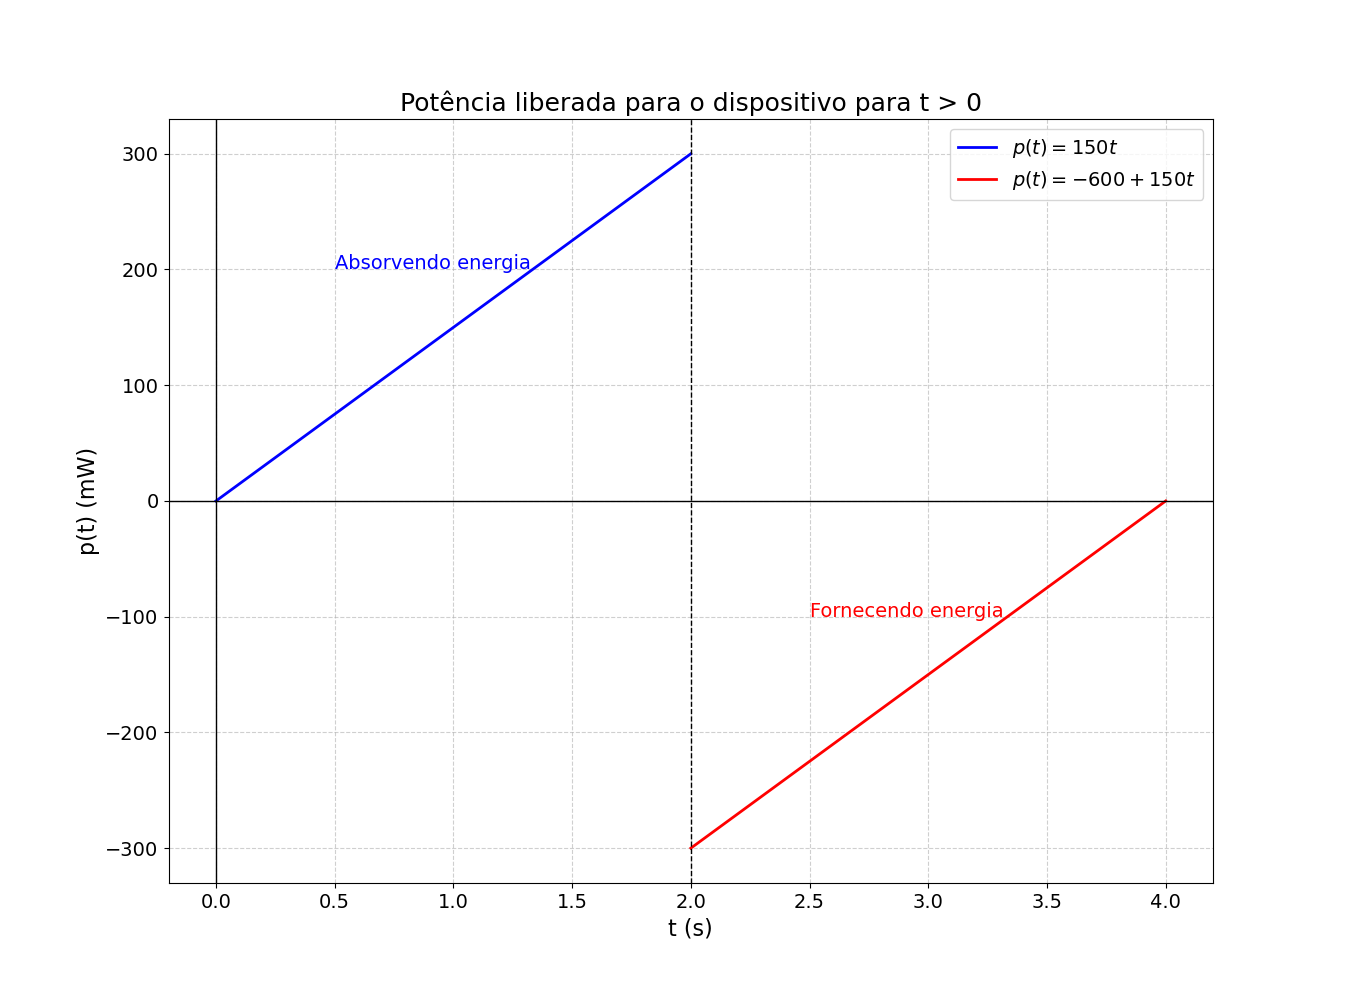 Potência liberada para o dispositivo para t > 0
p(t) = 150t
p(t) = −600 + 150t
300
200
100
0
−100
−200
−300
p(t) (mW)
Absorvendo energia
Fornecendo energia
0.0 0.5 1.0 1.5 2.0 2.5 3.0 3.5 4.0
t (s)